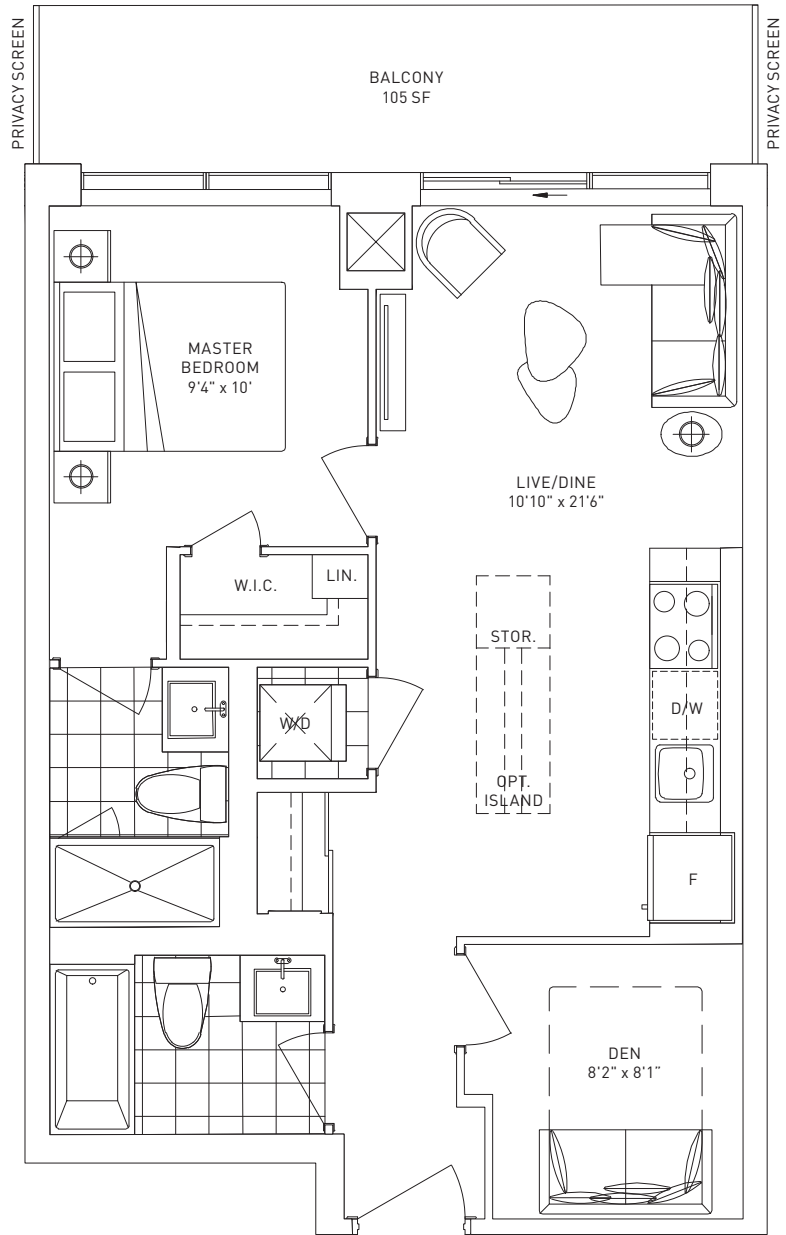 PRIVACY SCREEN
BALCONY
105 SF
PRIVACY SCREEN
MASTER
BEDROOM
9'4" x 10'
LIVE/DINE
10'10" x 21'6"
W.I.C.
LIN.
STOR.
W/D
D/W
OPT.
ISLAND
F
DEN
8'2" x 8'1"